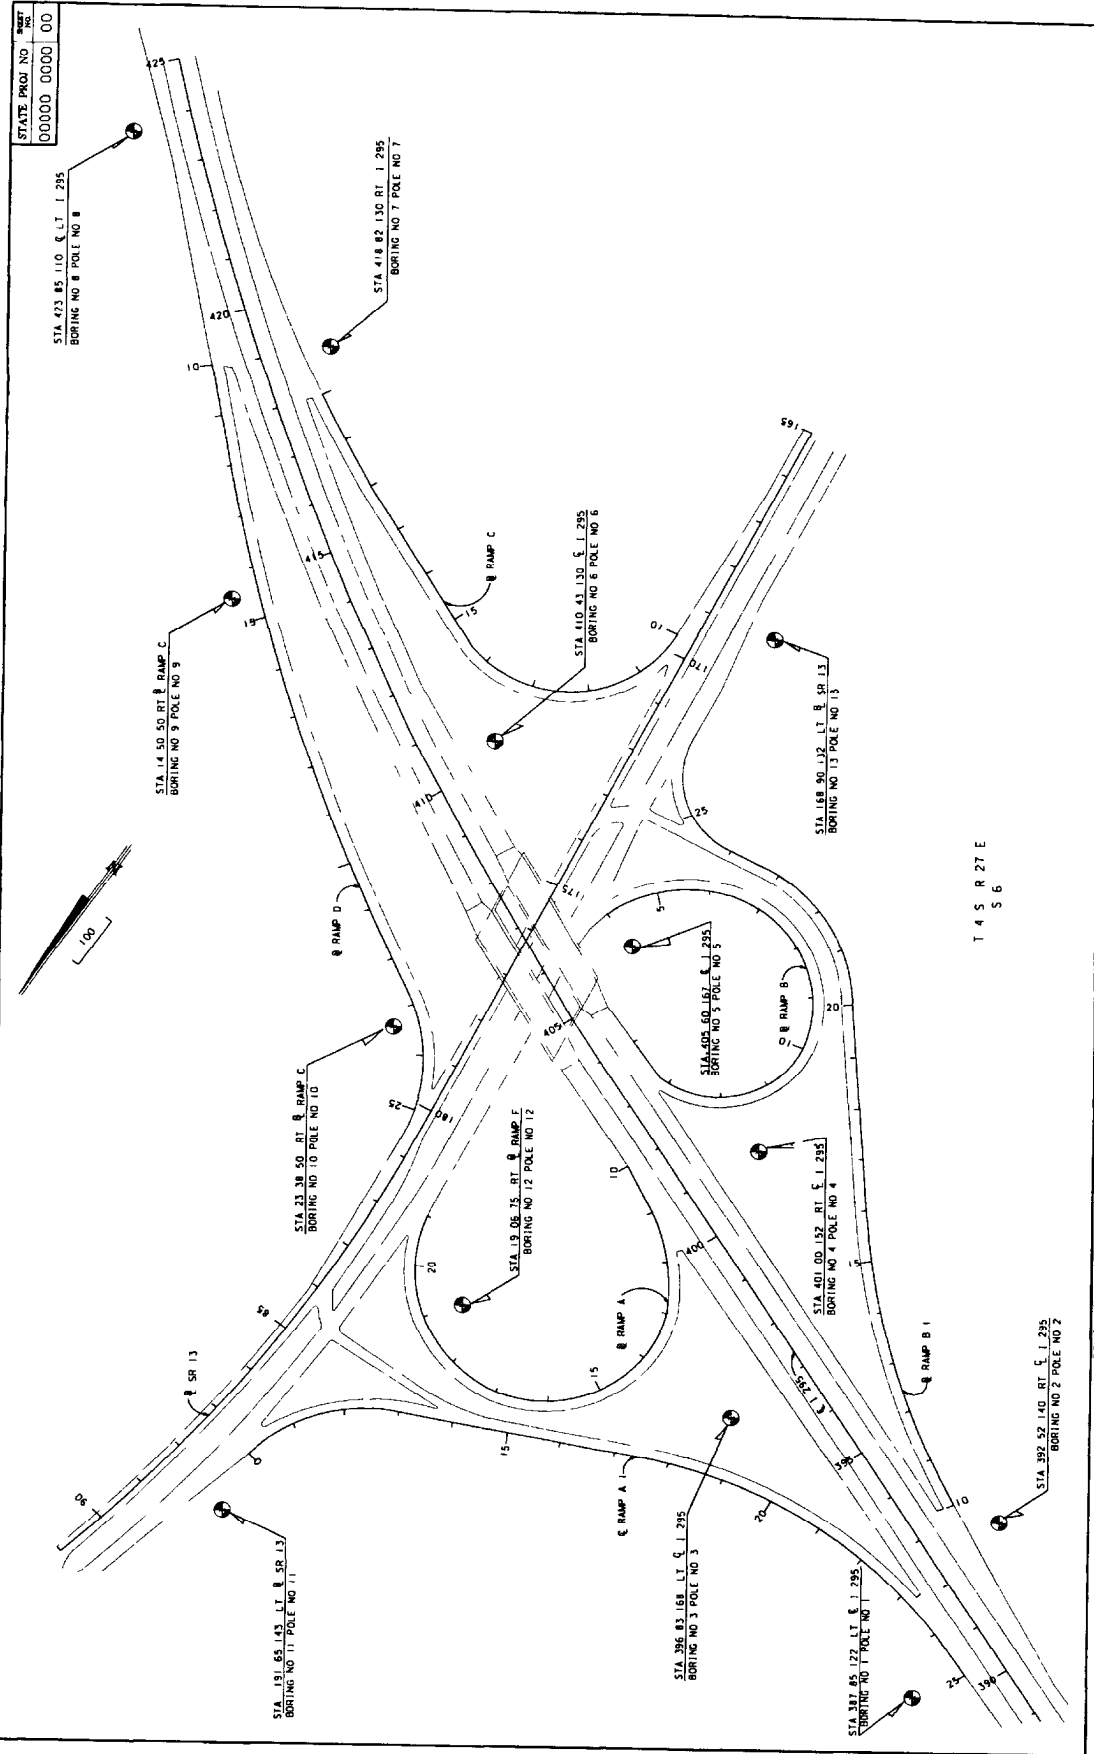 STATE PROJ NO
SHEET NO.
00000 0000
00
STA 423 85 110 ℄ LT I 295
BORING NO 8 POLE NO 8
STA 418 82 130 RT I 295
BORING NO 7 POLE NO 7
STA 14 50 50 RT ℄ RAMP C
BORING NO 9 POLE NO 9
STA 410 43 130 ℄ I 295
BORING NO 6 POLE NO 6
STA 168 90 132 LT ℄ SR 13
BORING NO 13 POLE NO 13
STA 405 60 167 ℄ I 295
BORING NO 5 POLE NO 5
STA 23 38 50 RT ℄ RAMP C
BORING NO 10 POLE NO 10
STA 19 06 75 RT ℄ RAMP E
BORING NO 12 POLE NO 12
STA 401 00 152 RT ℄ I 295
BORING NO 4 POLE NO 4
STA 392 52 140 RT ℄ I 295
BORING NO 2 POLE NO 2
STA 396 83 168 LT ℄ I 295
BORING NO 3 POLE NO 3
STA 191 65 143 LT ℄ SR 13
BORING NO 11 POLE NO 11
STA 387 85 122 LT ℄ I 295
BORING NO 1 POLE NO 1
T 4 S R 27 E
S 6
N
100
RAMP C
RAMP D
RAMP B
RAMP A
RAMP B 1
℄ RAMP A 1
SR 13
℄ I 295
425
420
415
410
405
400
395
390
165
170
175
180
85
90
10
15
25
10
15
5
10
25
20
15
10
10
15
20
0
15
20
25